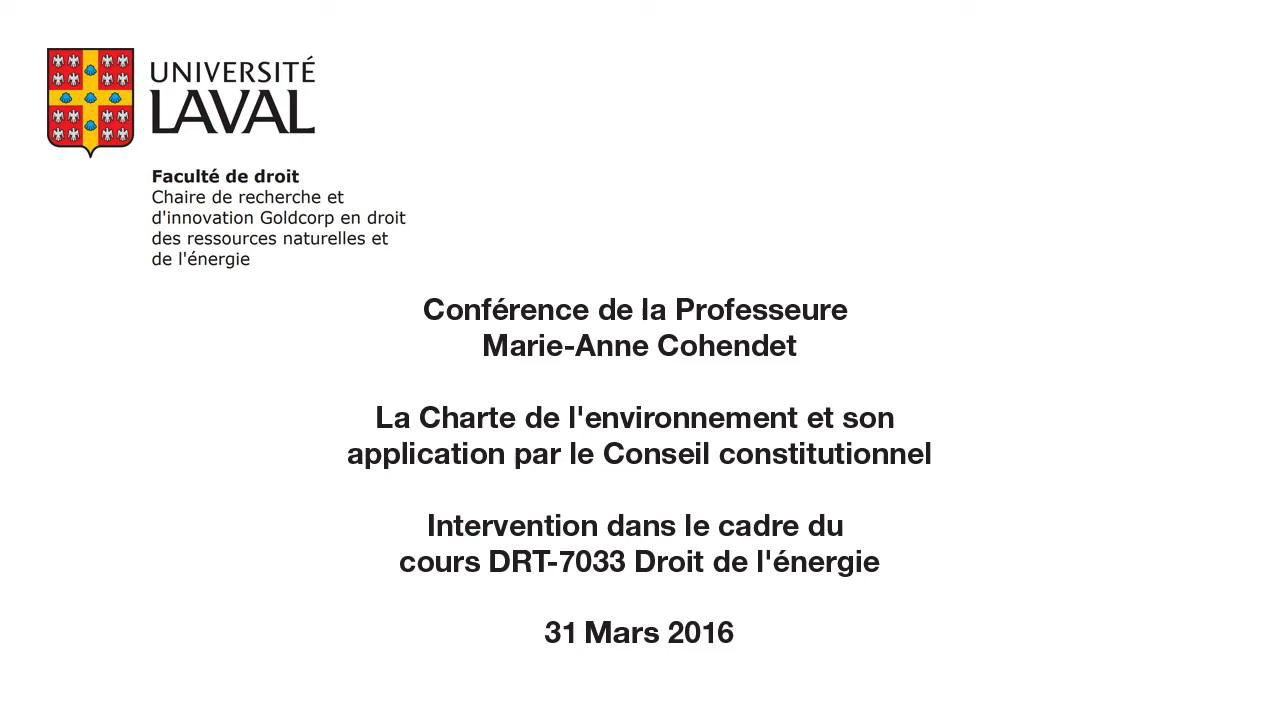 UNIVERSITÉ
LAVAL
Faculté de droit
Chaire de recherche et
d'innovation Goldcorp en droit
des ressources naturelles et
de l'énergie
Conférence de la Professeure
Marie-Anne Cohendet
La Charte de l'environnement et son
application par le Conseil constitutionnel
Intervention dans le cadre du
cours DRT-7033 Droit de l'énergie
31 Mars 2016